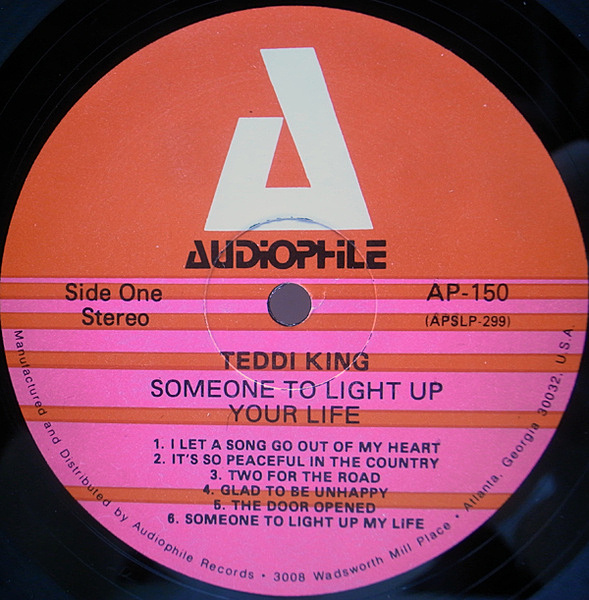 AUDIOPHILE
Side One
Stereo
AP-150
(APSLP-299)
TEDDI KING
SOMEONE TO LIGHT UP
YOUR LIFE
1. I LET A SONG GO OUT OF MY HEART
2. IT'S SO PEACEFUL IN THE COUNTRY
3. TWO FOR THE ROAD
4. GLAD TO BE UNHAPPY
5. THE DOOR OPENED
6. SOMEONE TO LIGHT UP MY LIFE
Manufactured and Distributed by Audiophile Records • 3008 Wadsworth Mill Place • Atlanta, Georgia 30032, U.S.A.